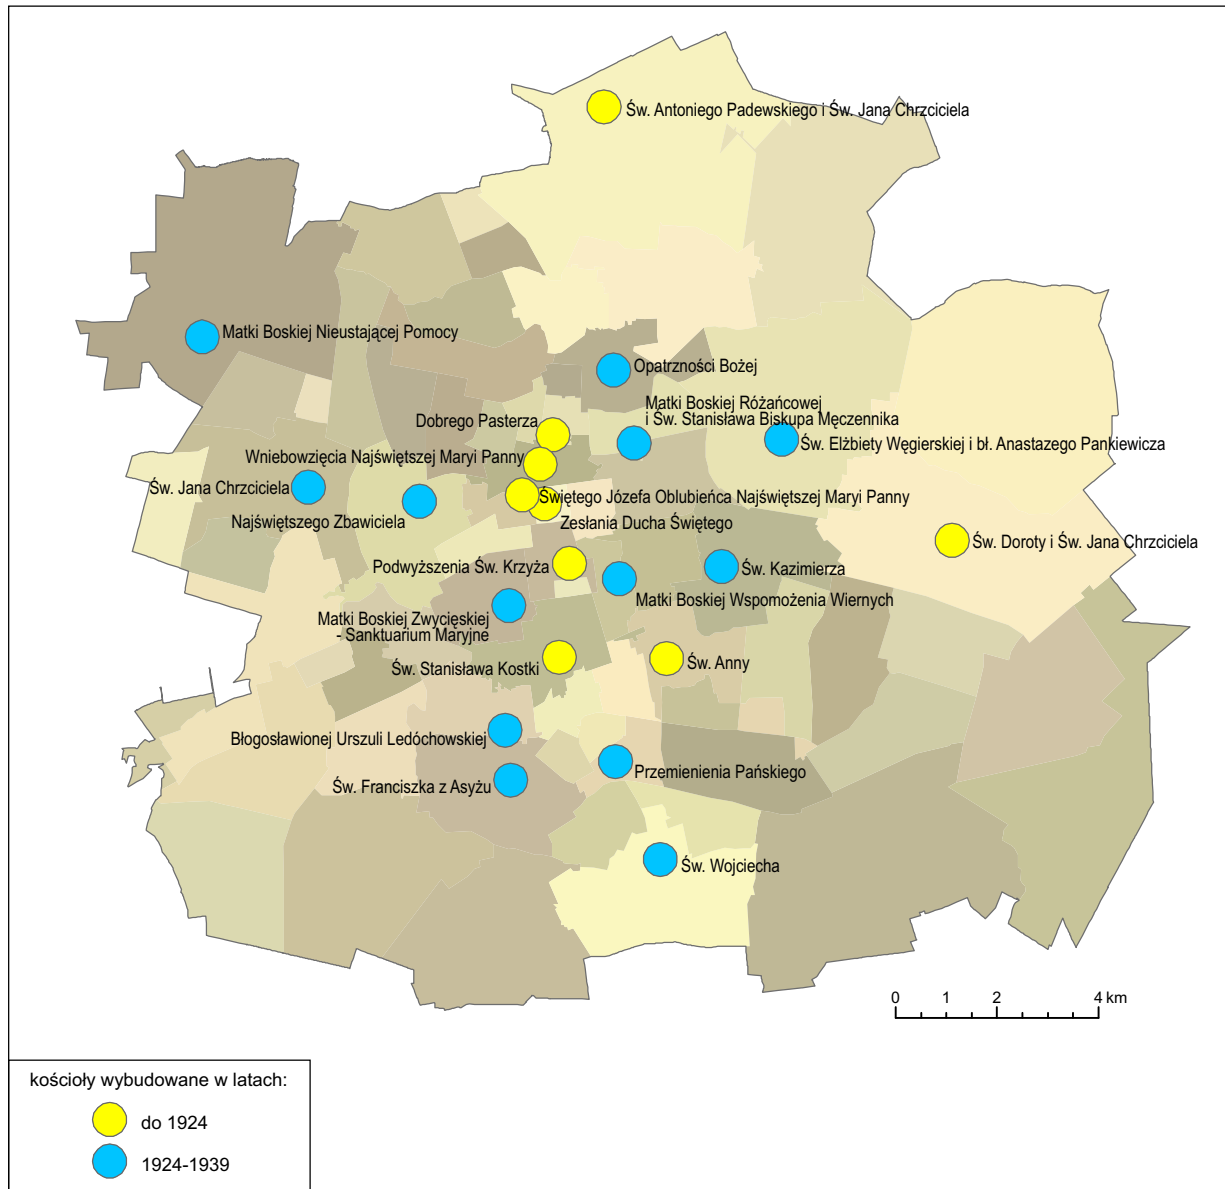 Św. Antoniego Padewskiego i Św. Jana Chrzciciela
Matki Boskiej Nieustającej Pomocy
Opatrzności Bożej
Matki Boskiej Różańcowej
i Św. Stanisława Biskupa Męczennika
Dobrego Pasterza
Św. Elżbiety Węgierskiej i bł. Anastazego Pankiewicza
Wniebowzięcia Najświętszej Maryi Panny
Św. Jana Chrzciciela
Świętego Józefa Oblubieńca Najświętszej Maryi Panny
Najświętszego Zbawiciela
Zesłania Ducha Świętego
Św. Doroty i Św. Jana Chrzciciela
Podwyższenia Św. Krzyża
Św. Kazimierza
Matki Boskiej Wspomożenia Wiernych
Matki Boskiej Zwycięskiej
- Sanktuarium Maryjne
Św. Stanisława Kostki
Św. Anny
Błogosławionej Urszuli Ledóchowskiej
Przemienienia Pańskiego
Św. Franciszka z Asyżu
Św. Wojciecha
0 1 2 4 km
kościoły wybudowane w latach:
do 1924
1924-1939